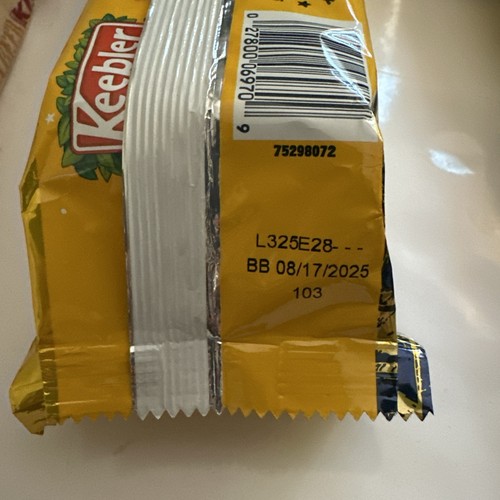 Keebler
0 27800 06970 9
75298072
L325E28- - -
BB 08/17/2025
103